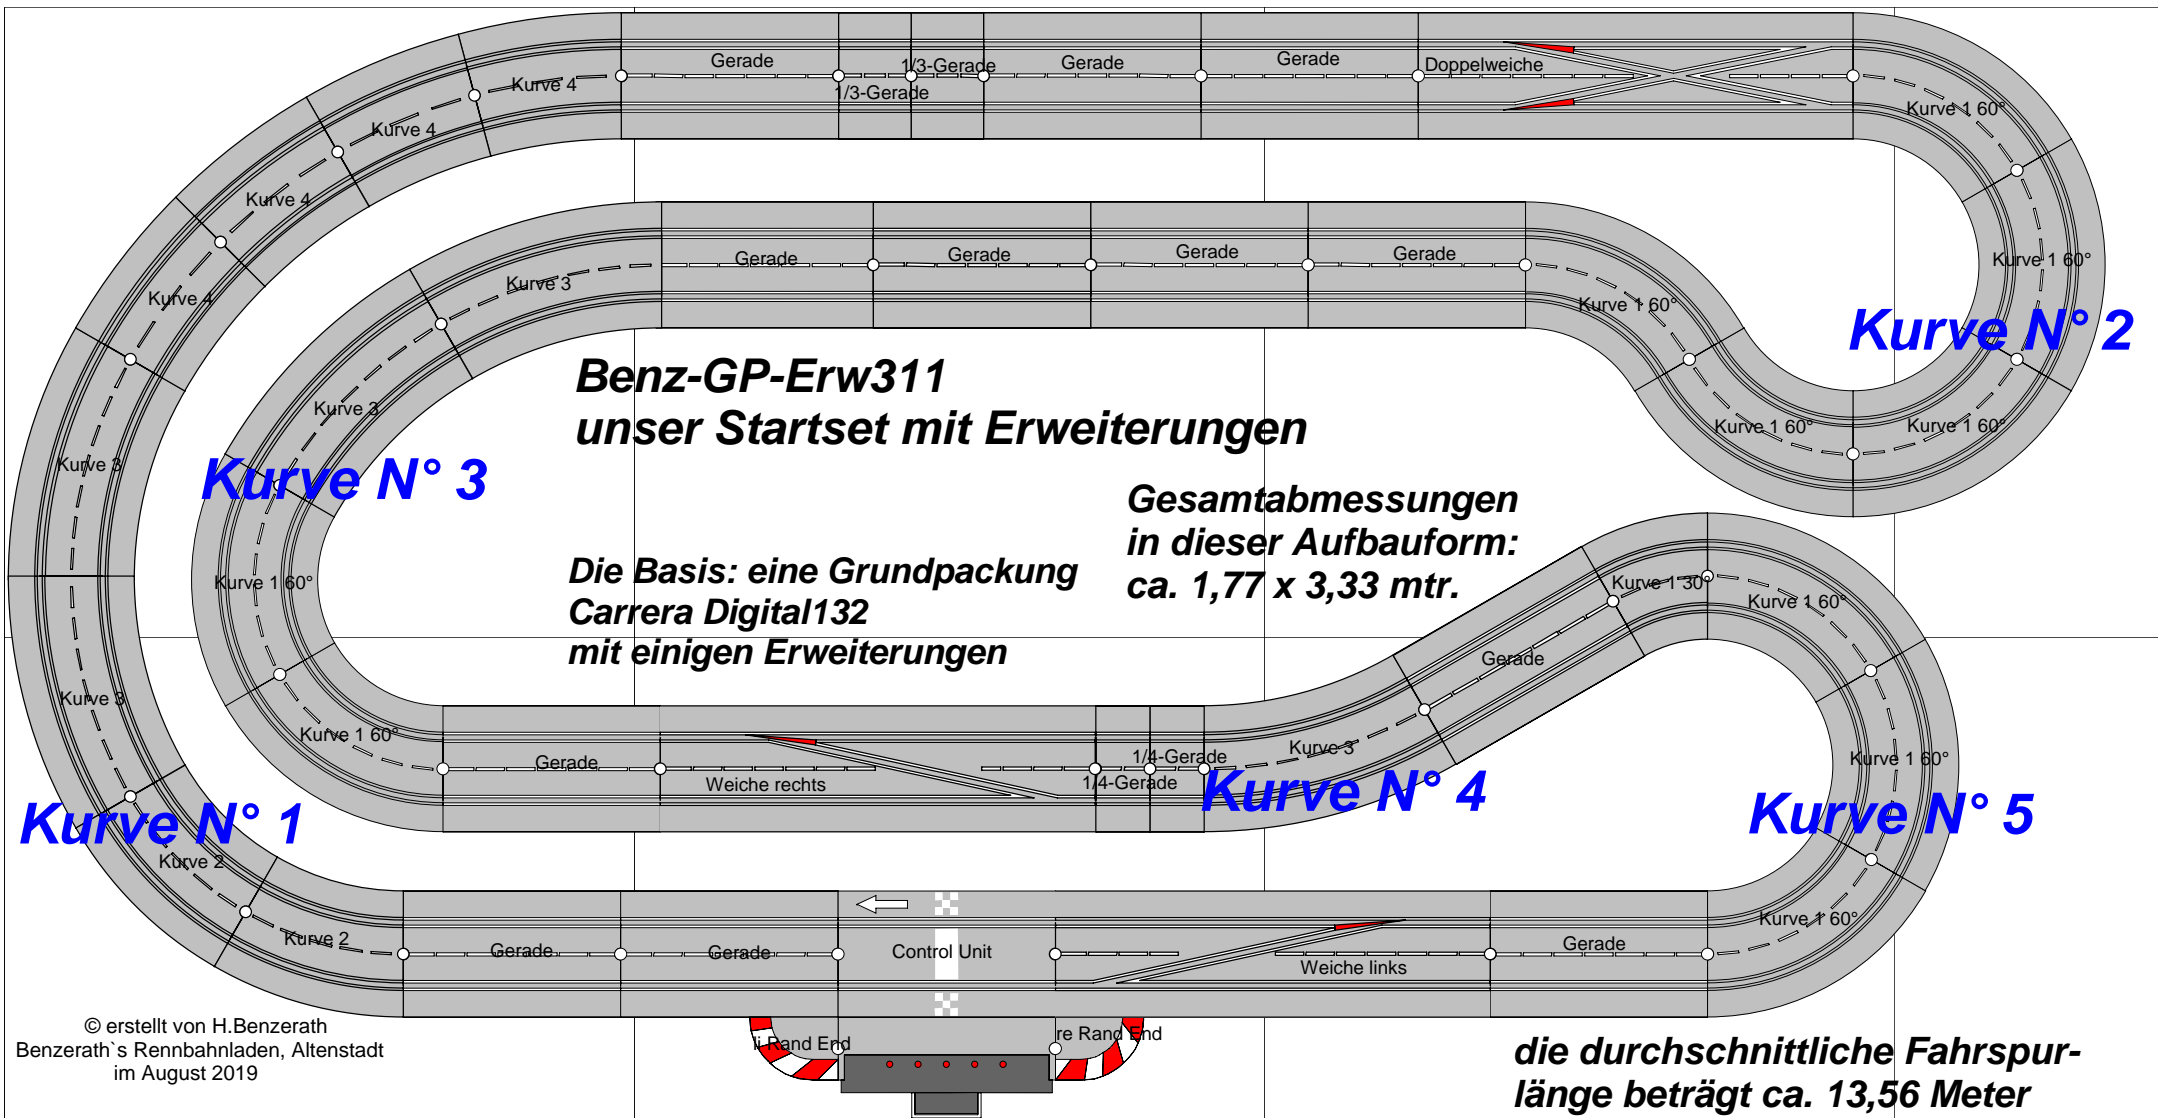 Gerade
1/3-Gerade
1/3-Gerade
Gerade
Gerade
Doppelweiche
Kurve 4
Kurve 4
Kurve 4
Kurve 4
Kurve 1 60°
Kurve 1 60°
Kurve N° 2
Kurve 1 60°
Kurve 1 60°
Kurve 1 60°
Gerade
Gerade
Gerade
Gerade
Kurve 3
Kurve 3
Kurve N° 3
Kurve 1 60°
Kurve 1 60°
Benz-GP-Erw311
unser Startset mit Erweiterungen
Gesamtabmessungen
in dieser Aufbauform:
ca. 1,77 x 3,33 mtr.
Die Basis: eine Grundpackung
Carrera Digital132
mit einigen Erweiterungen
Kurve 3
Kurve 3
Kurve N° 1
Kurve 2
Kurve 2
Gerade
Weiche rechts
1/4-Gerade
1/4-Gerade
Kurve 3
Kurve N° 4
Gerade
Kurve 1 30°
Kurve 1 60°
Kurve 1 60°
Kurve N° 5
Kurve 1 60°
Gerade
Gerade
Control Unit
Weiche links
Gerade
li Rand End
re Rand End
© erstellt von H.Benzerath
Benzerath`s Rennbahnladen, Altenstadt
im August 2019
die durchschnittliche Fahrspur-
länge beträgt ca. 13,56 Meter